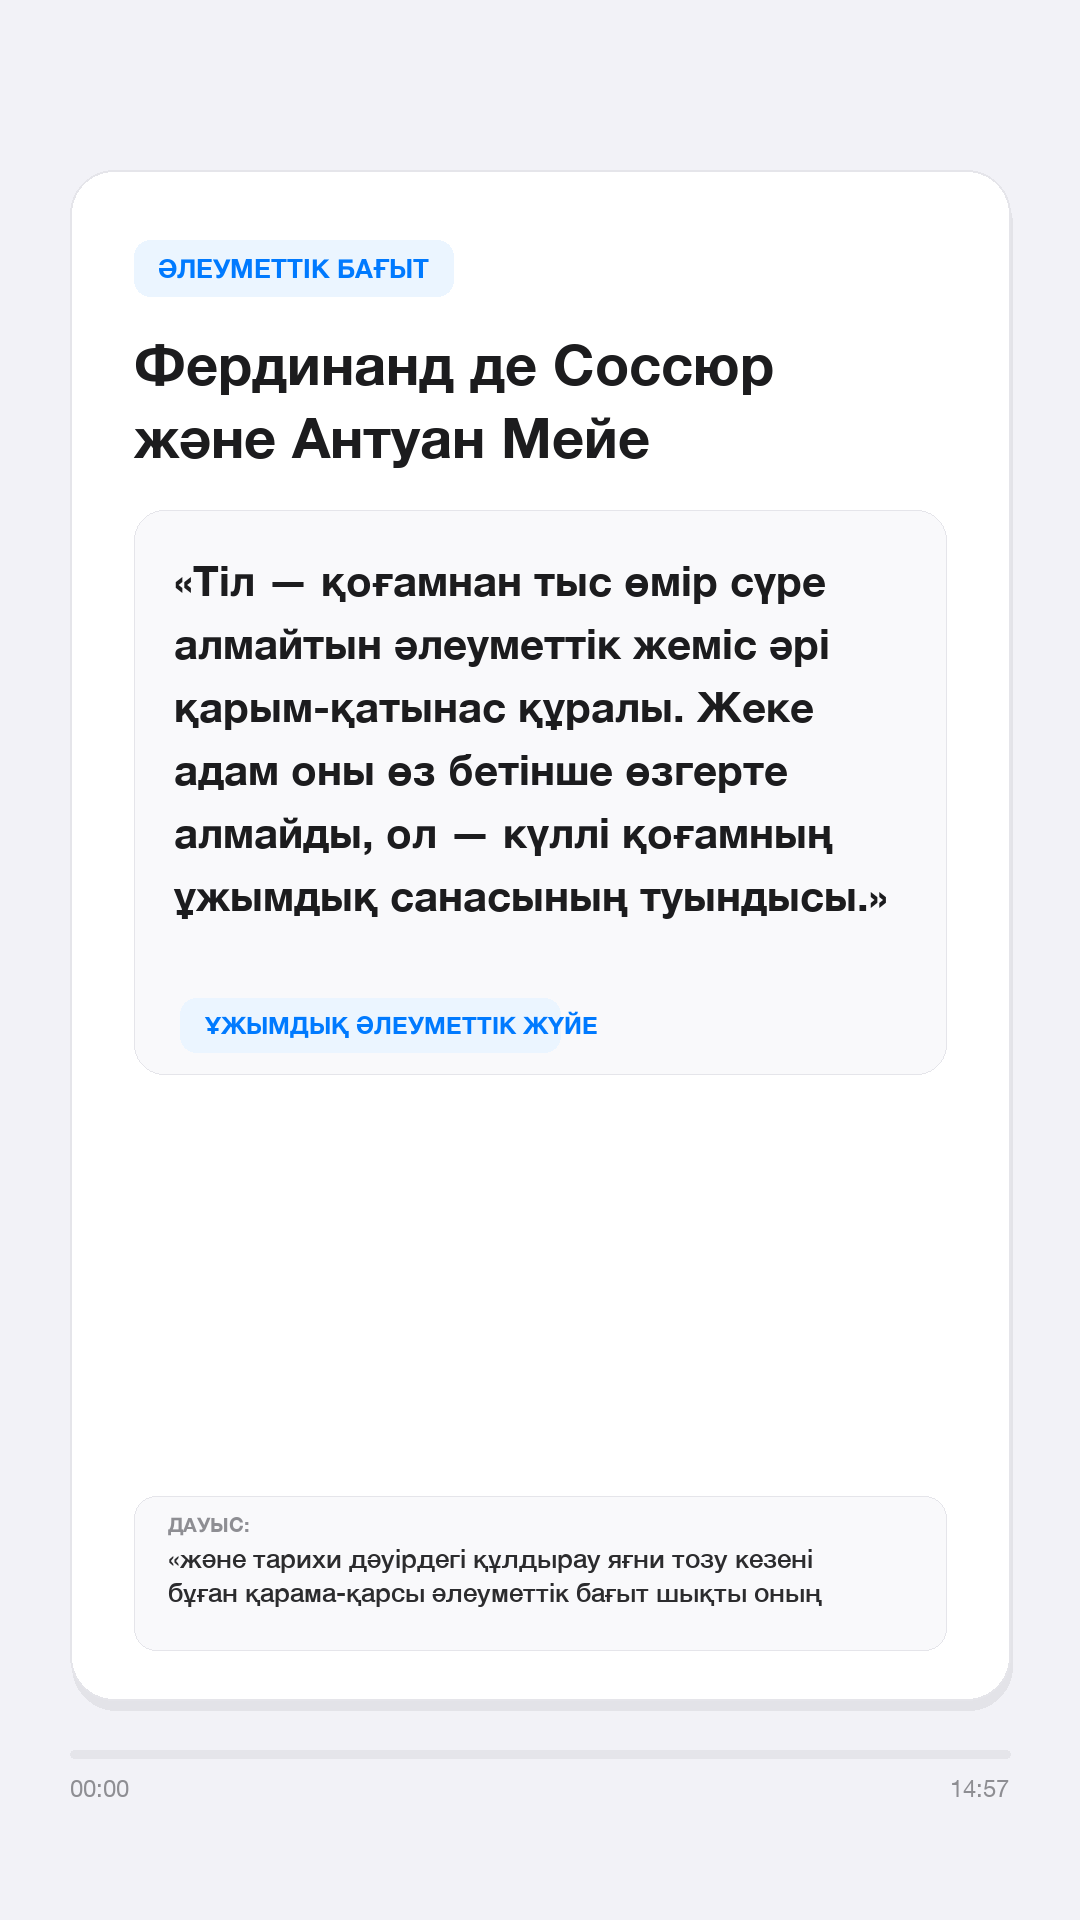 ӘЛЕУМЕТТІК БАҒЫТ
Фердинанд де Соссюр
және Антуан Мейе
«Тіл — қоғамнан тыс өмір сүре
алмайтын әлеуметтік жеміс әрі
қарым-қатынас құралы. Жеке
адам оны өз бетінше өзгерте
алмайды, ол — күллі қоғамның
ұжымдық санасының туындысы.»
ҰЖЫМДЫҚ ӘЛЕУМЕТТІК ЖҮЙЕ
ДАУЫС:
«және тарихи дәуірдегі құлдырау яғни тозу кезені
бұған қарама-қарсы әлеуметтік бағыт шықты оның
00:00
14:57